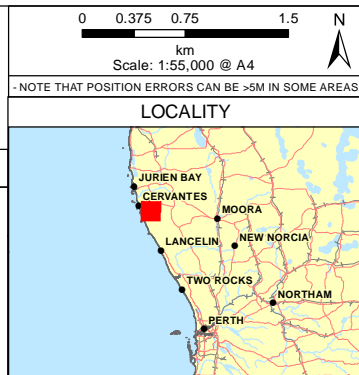 0 0.375 0.75 1.5
N
km
Scale: 1:55,000 @ A4
- NOTE THAT POSITION ERRORS CAN BE >5M IN SOME AREAS
LOCALITY
JURIEN BAY
CERVANTES
MOORA
NEW NORCIA
LANCELIN
TWO ROCKS
NORTHAM
PERTH